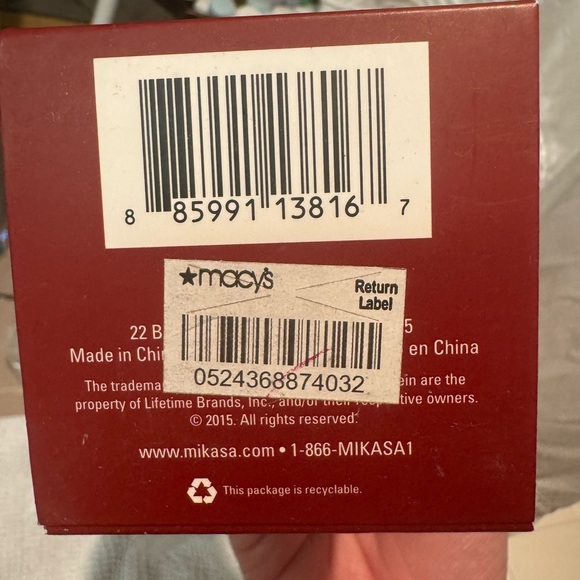 8 85991 13816 7
★macy's
Return
Label
22 B 5
Made in Chi en China
0524368874032
The tradema ein are the
property of Lifetime Brands, Inc., and/or their respective owners.
© 2015. All rights reserved.
www.mikasa.com • 1-866-MIKASA1
This package is recyclable.